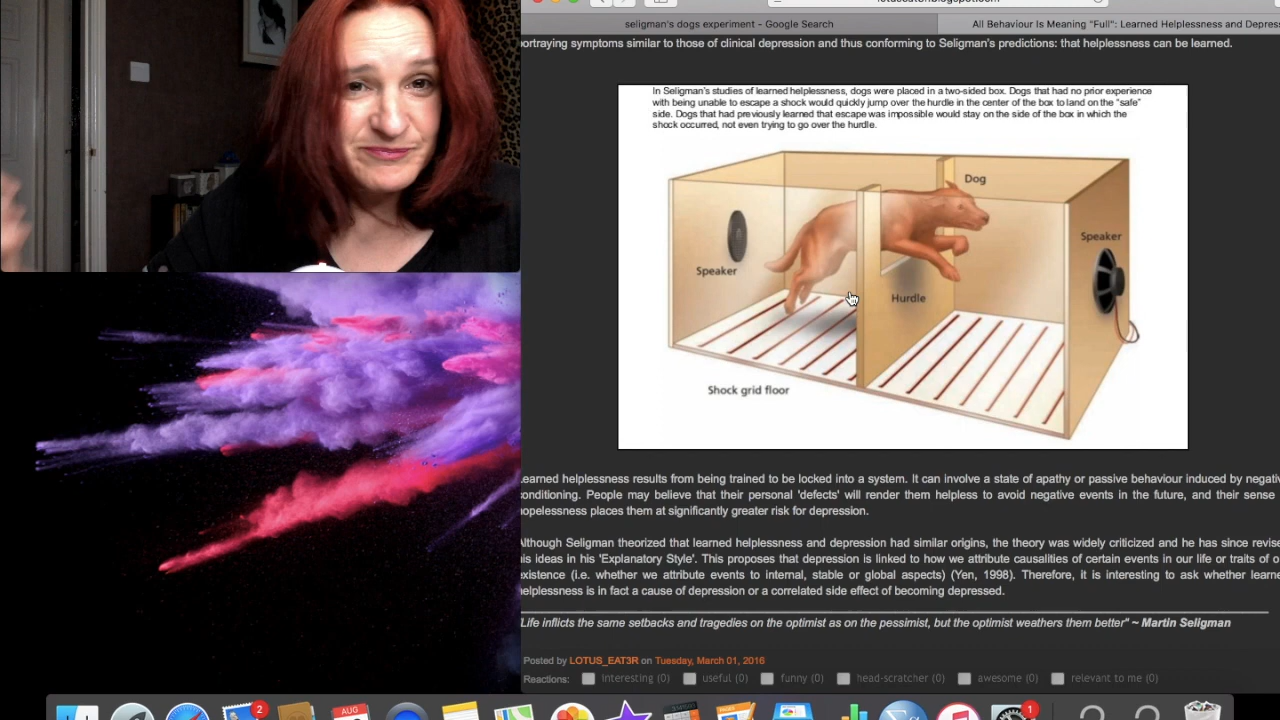 lotuseat3r.blogspot.com
seligman's dogs experiment - Google Search
All Behaviour Is Meaning "Full": Learned Helplessness and Depress
portraying symptoms similar to those of clinical depression and thus conforming to Seligman's predictions: that helplessness can be learned.
In Seligman's studies of learned helplessness, dogs were placed in a two-sided box. Dogs that had no prior experience
with being unable to escape a shock would quickly jump over the hurdle in the center of the box to land on the "safe"
side. Dogs that had previously learned that escape was impossible would stay on the side of the box in which the
shock occurred, not even trying to go over the hurdle.
Dog
Speaker
Speaker
Hurdle
Shock grid floor
Learned helplessness results from being trained to be locked into a system. It can involve a state of apathy or passive behaviour induced by negativ
conditioning. People may believe that their personal 'defects' will render them helpless to avoid negative events in the future, and their sense
hopelessness places them at significantly greater risk for depression.
Although Seligman theorized that learned helplessness and depression had similar origins, the theory was widely criticized and he has since revise
his ideas in his 'Explanatory Style'. This proposes that depression is linked to how we attribute causalities of certain events in our life or traits of o
existence (i.e. whether we attribute events to internal, stable or global aspects) (Yen, 1998). Therefore, it is interesting to ask whether learne
helplessness is in fact a cause of depression or a correlated side effect of becoming depressed.
"Life inflicts the same setbacks and tragedies on the optimist as on the pessimist, but the optimist weathers them better" ~ Martin Seligman
Posted by LOTUS_EAT3R on Tuesday, March 01, 2016
Reactions: interesting (0) useful (0) funny (0) head-scratcher (0) awesome (0) relevant to me (0)
2
AUG
1